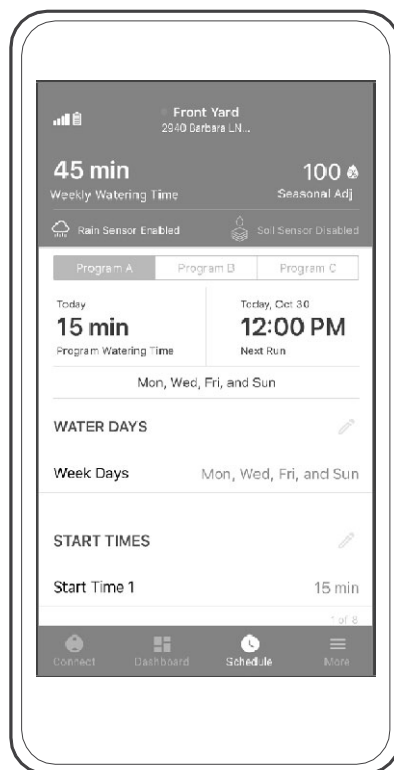 Front Yard
2940 Barbara LN...
45 min
Weekly Watering Time
100
Seasonal Adj
Rain Sensor Enabled
Soil Sensor Disabled
Program A
Program B
Program C
Today
15 min
Program Watering Time
Today, Oct 30
12:00 PM
Next Run
Mon, Wed, Fri, and Sun
WATER DAYS
Week Days
Mon, Wed, Fri, and Sun
START TIMES
Start Time 1
15 min
1 of 8
Connect
Dashboard
Schedule
More